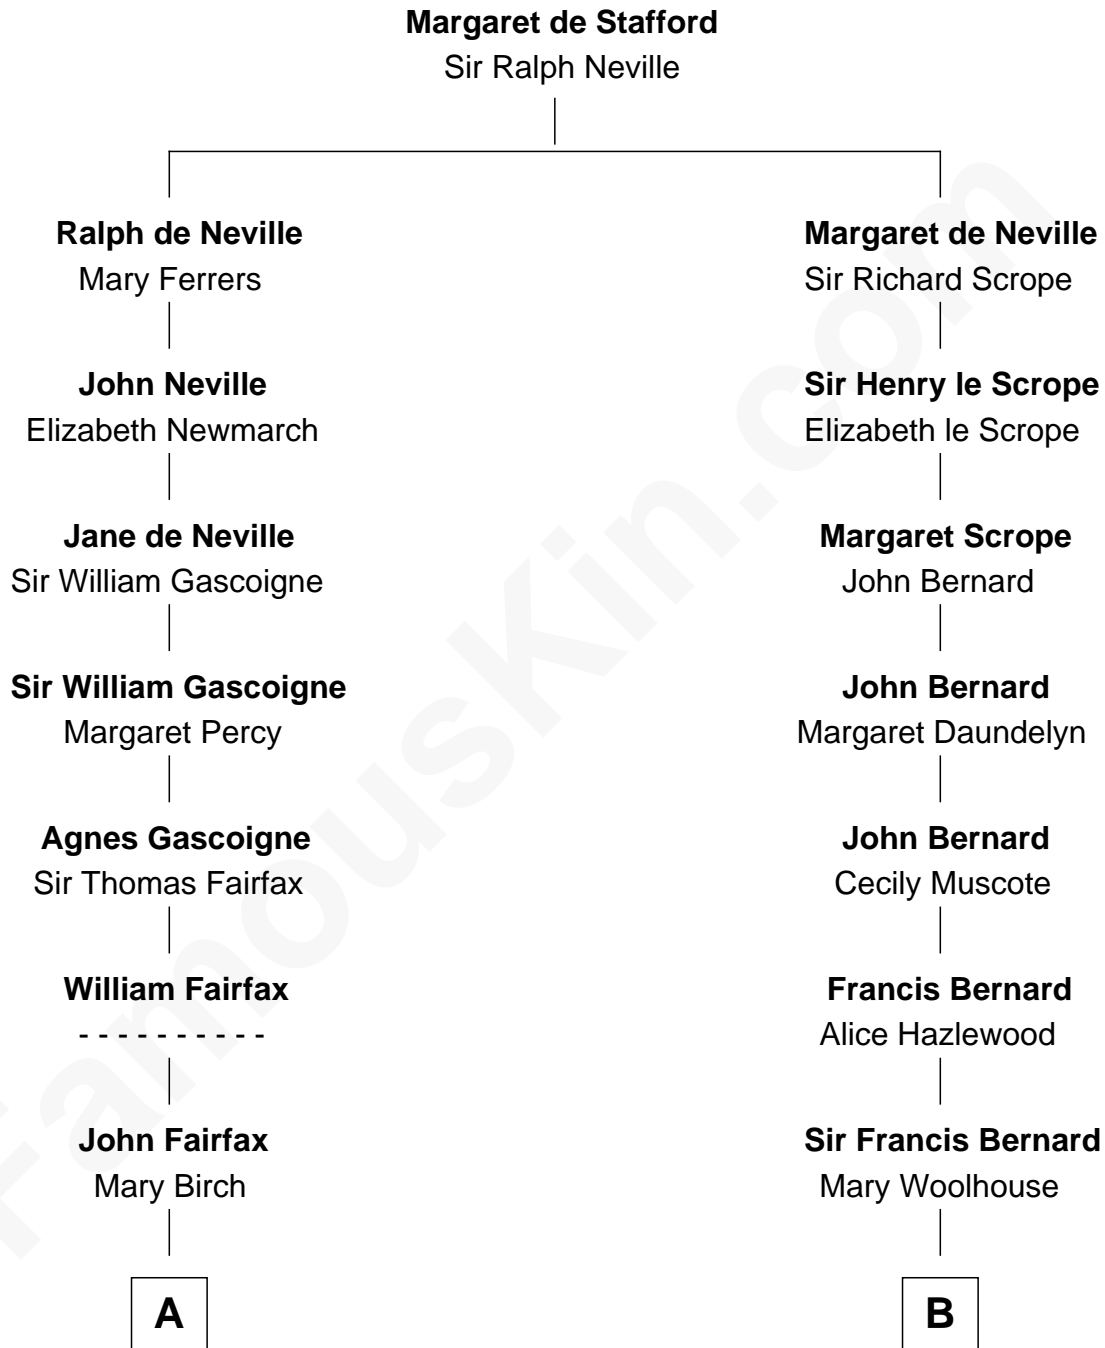 Margaret de Stafford
Sir Ralph Neville
Ralph de Neville
Mary Ferrers
Margaret de Neville
Sir Richard Scrope
John Neville
Elizabeth Newmarch
Sir Henry le Scrope
Elizabeth le Scrope
Jane de Neville
Sir William Gascoigne
Margaret Scrope
John Bernard
Sir William Gascoigne
Margaret Percy
John Bernard
Margaret Daundelyn
Agnes Gascoigne
Sir Thomas Fairfax
John Bernard
Cecily Muscote
William Fairfax
- - - - - - - - - -
Francis Bernard
Alice Hazlewood
John Fairfax
Mary Birch
Sir Francis Bernard
Mary Woolhouse
A
B
FamousKin.com